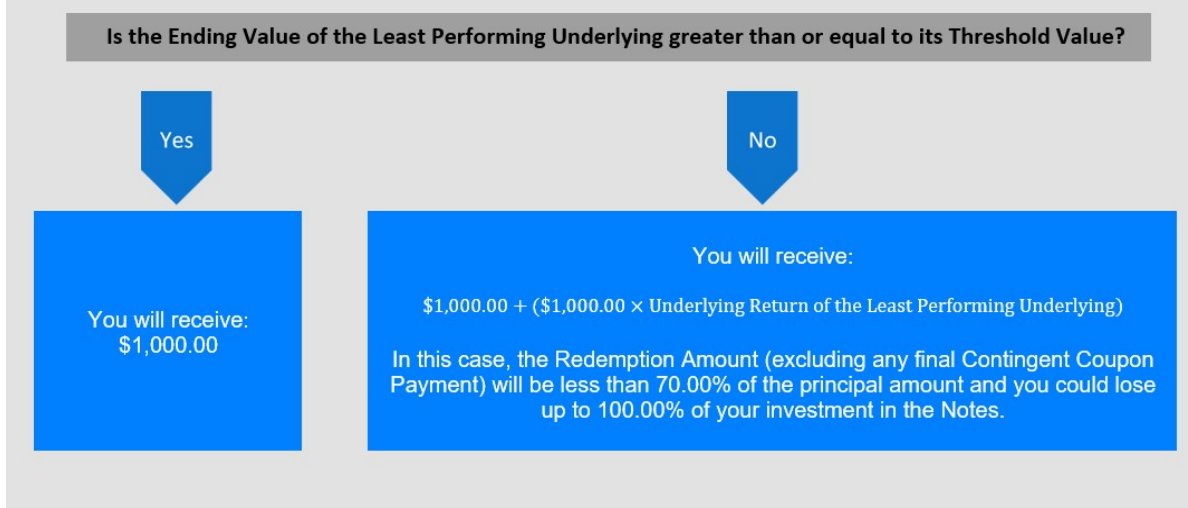 Is the Ending Value of the Least Performing Underlying greater than or equal to its Threshold Value?
Yes
No
You will receive:
$1,000.00
You will receive:
$1,000.00 + ($1,000.00 × Underlying Return of the Least Performing Underlying)
In this case, the Redemption Amount (excluding any final Contingent Coupon
Payment) will be less than 70.00% of the principal amount and you could lose
up to 100.00% of your investment in the Notes.